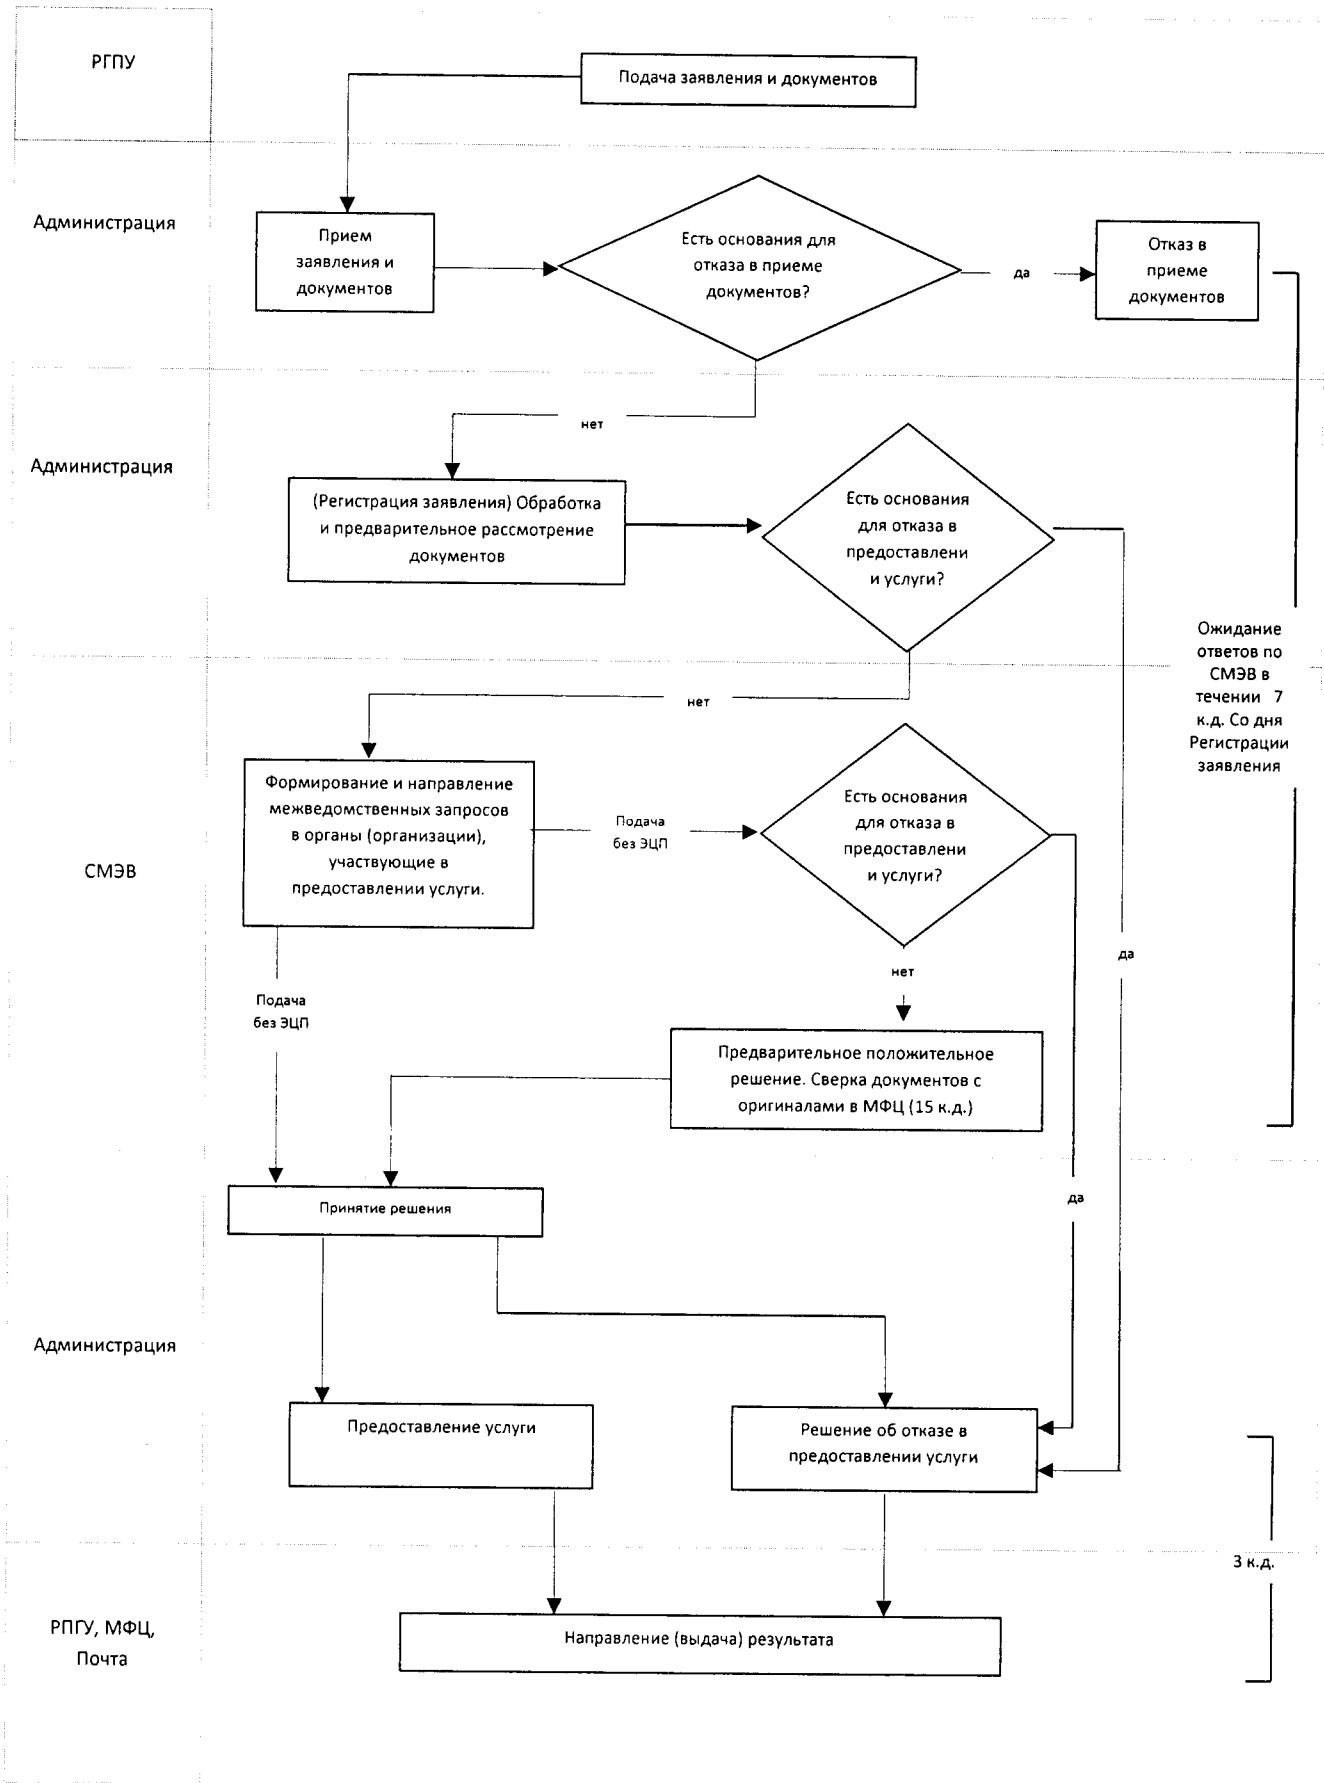 РГПУ
Подача заявления и документов
Администрация
Прием
заявления и
документов
Есть основания для
отказа в приеме
документов?
да
Отказ в
приеме
документов
нет
Администрация
(Регистрация заявления) Обработка
и предварительное рассмотрение
документов
Есть основания
для отказа в
предоставлени
и услуги?
Ожидание
ответов по
СМЭВ в
течении 7
к.д. Со дня
Регистрации
заявления
нет
СМЭВ
Формирование и направление
межведомственных запросов
в органы (организации),
участвующие в
предоставлении услуги.
Подача
без ЭЦП
Есть основания
для отказа в
предоставлени
и услуги?
да
нет
Подача
без ЭЦП
Предварительное положительное
решение. Сверка документов с
оригиналами в МФЦ (15 к.д.)
да
Принятие решения
Администрация
Предоставление услуги
Решение об отказе в
предоставлении услуги
3 к.д.
РПГУ, МФЦ,
Почта
Направление (выдача) результата